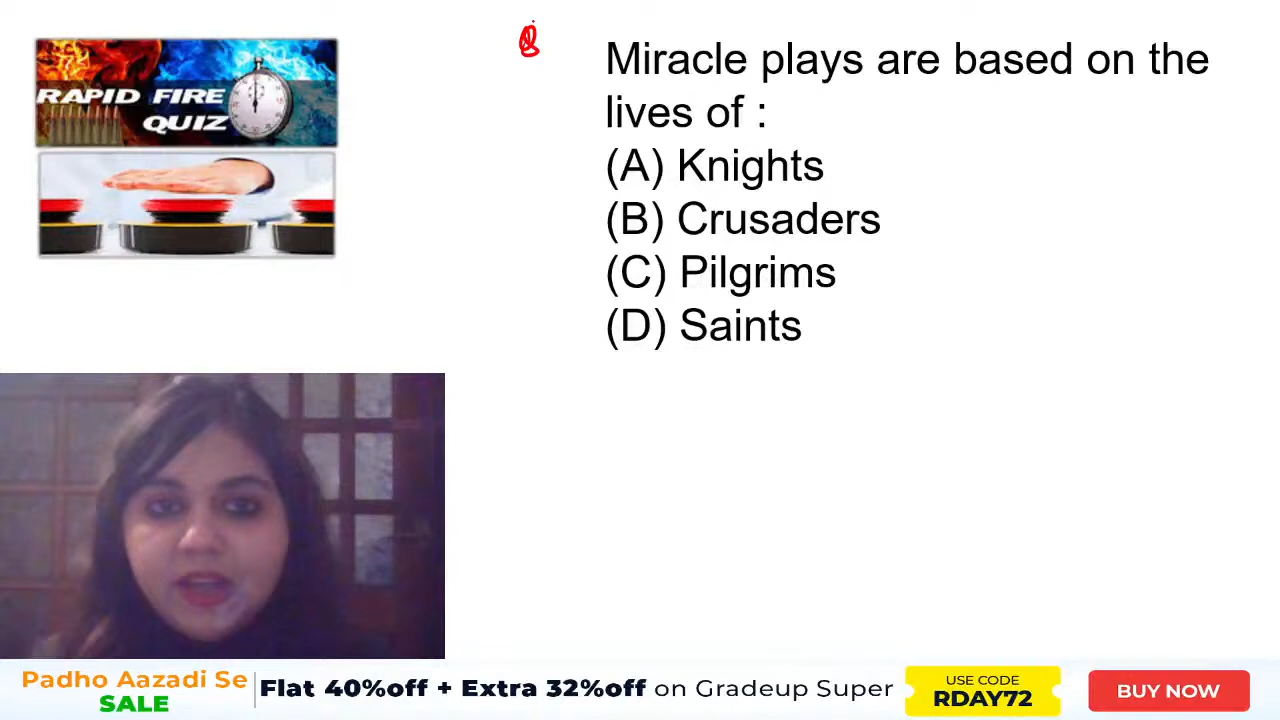 RAPID FIRE
QUIZ
Miracle plays are based on the
lives of :
(A) Knights
(B) Crusaders
(C) Pilgrims
(D) Saints
Padho Aazadi Se
SALE
Flat 40%off + Extra 32%off on Gradeup Super
USE CODE
RDAY72
BUY NOW